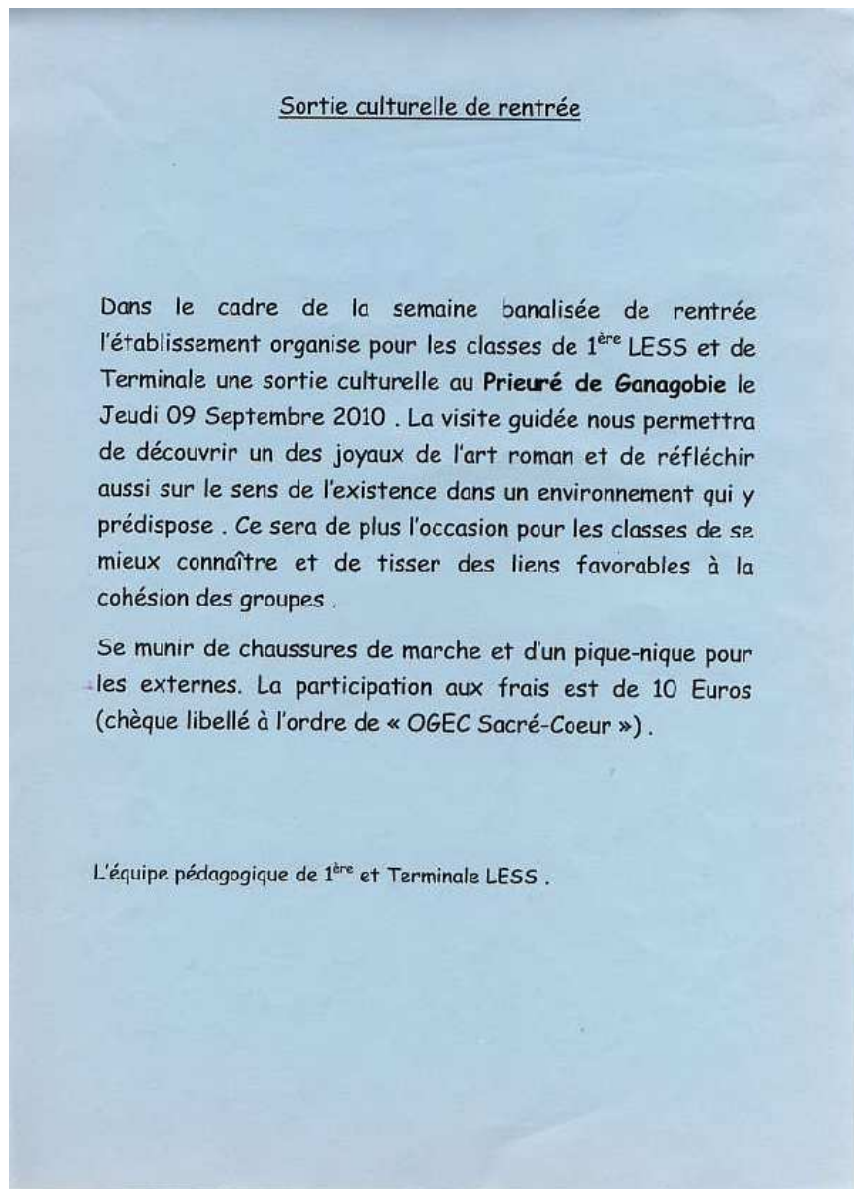 Sortie culturelle de rentrée
Dans le cadre de la semaine banalisée de rentrée
l'établissement organise pour les classes de 1ère LESS et de
Terminale une sortie culturelle au Prieuré de Ganagobie le
Jeudi 09 Septembre 2010 . La visite guidée nous permettra
de découvrir un des joyaux de l'art roman et de réfléchir
aussi sur le sens de l'existence dans un environnement qui y
prédispose . Ce sera de plus l'occasion pour les classes de se
mieux connaître et de tisser des liens favorables à la
cohésion des groupes .
Se munir de chaussures de marche et d'un pique-nique pour
les externes. La participation aux frais est de 10 Euros
(chèque libellé à l'ordre de « OGEC Sacré-Coeur ») .
L'équipe pédagogique de 1ère et Terminale LESS .